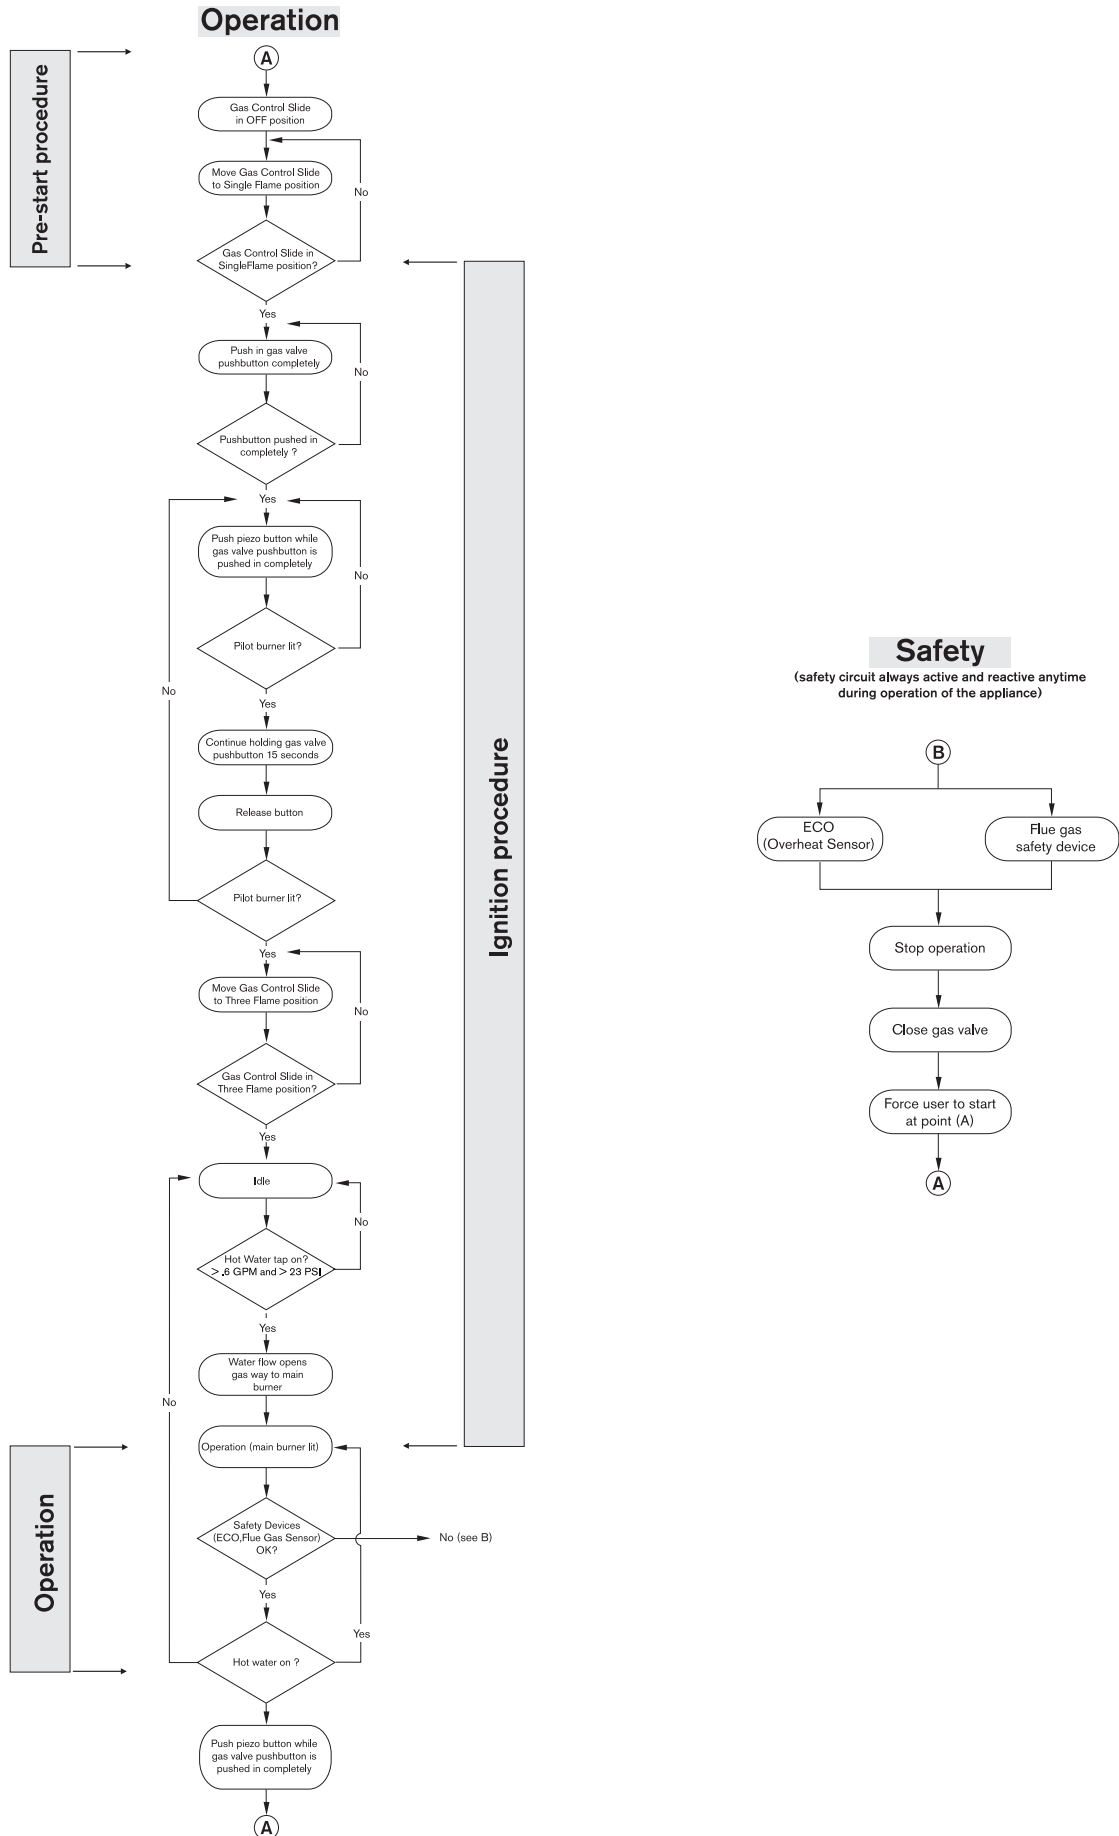 Operation
Pre-start procedure
A
Gas Control Slide
in OFF position
Move Gas Control Slide
to Single Flame position
No
Gas Control Slide in
SingleFlame position?
Yes
Push in gas valve
pushbutton completely
No
Pushbutton pushed in
completely ?
Yes
Push piezo button while
gas valve pushbutton is
pushed in completely
No
Pilot burner lit?
No
Yes
Continue holding gas valve
pushbutton 15 seconds
Release button
Pilot burner lit?
Yes
Move Gas Control Slide
to Three Flame position
No
Gas Control Slide in
Three Flame position?
Yes
Idle
No
Hot Water tap on?
> .6 GPM and > 23 PSI
Yes
Water flow opens
gas way to main
burner
No
Operation (main burner lit)
Safety Devices
(ECO,Flue Gas Sensor)
OK?
No (see B)
Yes
Yes
Hot water on ?
Push piezo button while
gas valve pushbutton is
pushed in completely
A
Operation
Ignition procedure
Safety
(safety circuit always active and reactive anytime
during operation of the appliance)
B
ECO
(Overheat Sensor)
Flue gas
safety device
Stop operation
Close gas valve
Force user to start
at point (A)
A